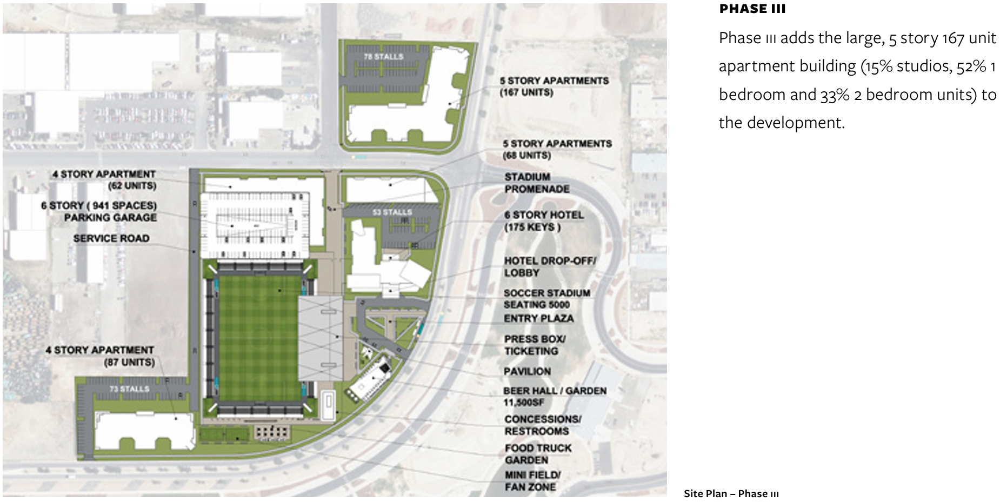 78 STALLS
5 STORY APARTMENTS
(167 UNITS)
5 STORY APARTMENTS
(68 UNITS)
4 STORY APARTMENT
(62 UNITS)
STADIUM
PROMENADE
6 STORY ( 941 SPACES)
PARKING GARAGE
53 STALLS
6 STORY HOTEL
(175 KEYS )
SERVICE ROAD
HOTEL DROP-OFF/
LOBBY
SOCCER STADIUM
SEATING 5000
ENTRY PLAZA
PRESS BOX/
TICKETING
4 STORY APARTMENT
(87 UNITS)
PAVILION
73 STALLS
BEER HALL / GARDEN
11,500SF
CONCESSIONS/
RESTROOMS
FOOD TRUCK
GARDEN
MINI FIELD/
FAN ZONE
PHASE III
Phase III adds the large, 5 story 167 unit
apartment building (15% studios, 52% 1
bedroom and 33% 2 bedroom units) to
the development.
Site Plan – Phase III